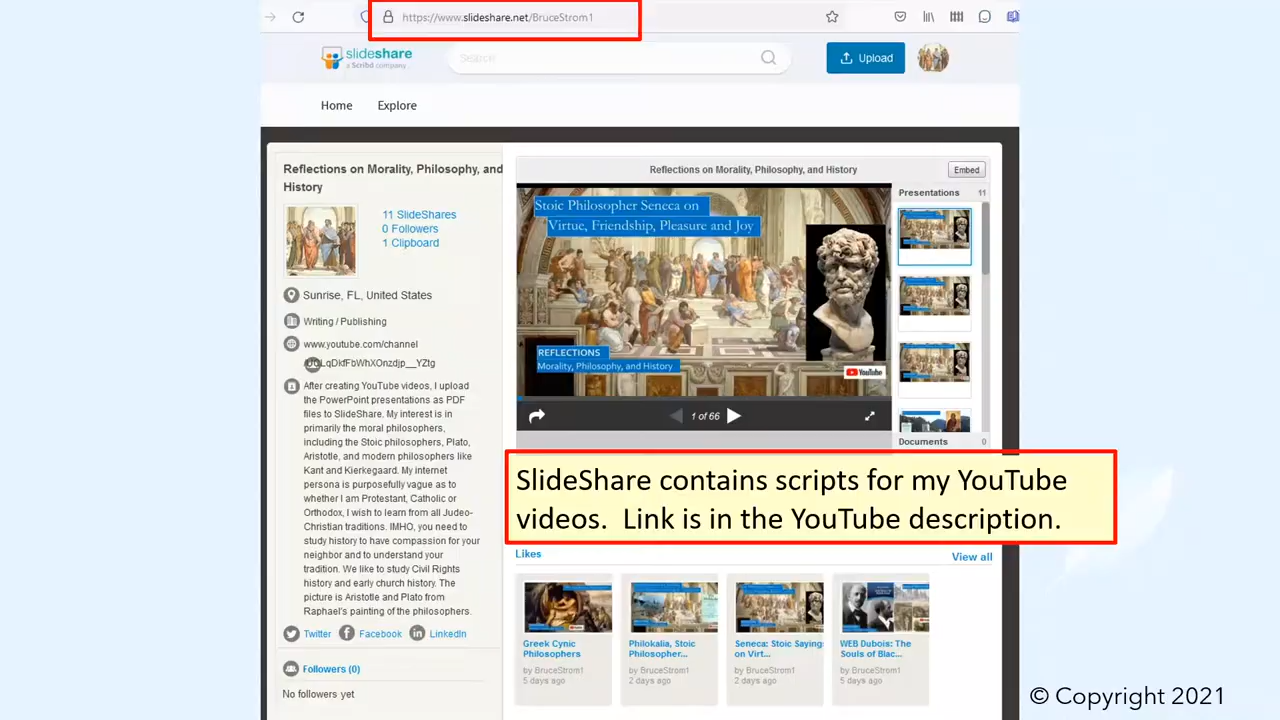 https://www.slideshare.net/BruceStrom1
slideshare
a Scribd company
Search
Upload
Home
Explore
Reflections on Morality, Philosophy, and
History
11 SlideShares
0 Followers
1 Clipboard
Sunrise, FL, United States
Writing / Publishing
www.youtube.com/channel
LqDkfFbWhXOnzdjp__YZtg
After creating YouTube videos, I upload
the PowerPoint presentations as PDF
files to SlideShare. My interest is in
primarily the moral philosophers,
including the Stoic philosophers, Plato,
Aristotle, and modern philosophers like
Kant and Kierkegaard. My internet
persona is purposefully vague as to
whether I am Protestant, Catholic or
Orthodox, I wish to learn from all Judeo-
Christian traditions. IMHO, you need to
study history to have compassion for your
neighbor and to understand your
tradition. We like to study Civil Rights
history and early church history. The
picture is Aristotle and Plato from
Raphael's painting of the philosophers.
Twitter
Facebook
LinkedIn
Followers (0)
No followers yet
Reflections on Morality, Philosophy, and History
Embed
Stoic Philosopher Seneca on
Virtue, Friendship, Pleasure and Joy
REFLECTIONS
Morality, Philosophy, and History
YouTube
1 of 66
Presentations 11
Documents 0
SlideShare contains scripts for my YouTube
videos.  Link is in the YouTube description.
Likes
View all
Greek Cynic
Philosophers
by BruceStrom1
5 days ago
Philokalia, Stoic
Philosopher...
by BruceStrom1
2 days ago
Seneca: Stoic Sayings
on Virt...
by BruceStrom1
2 days ago
WEB Dubois: The
Souls of Blac...
by BruceStrom1
5 days ago
© Copyright 2021